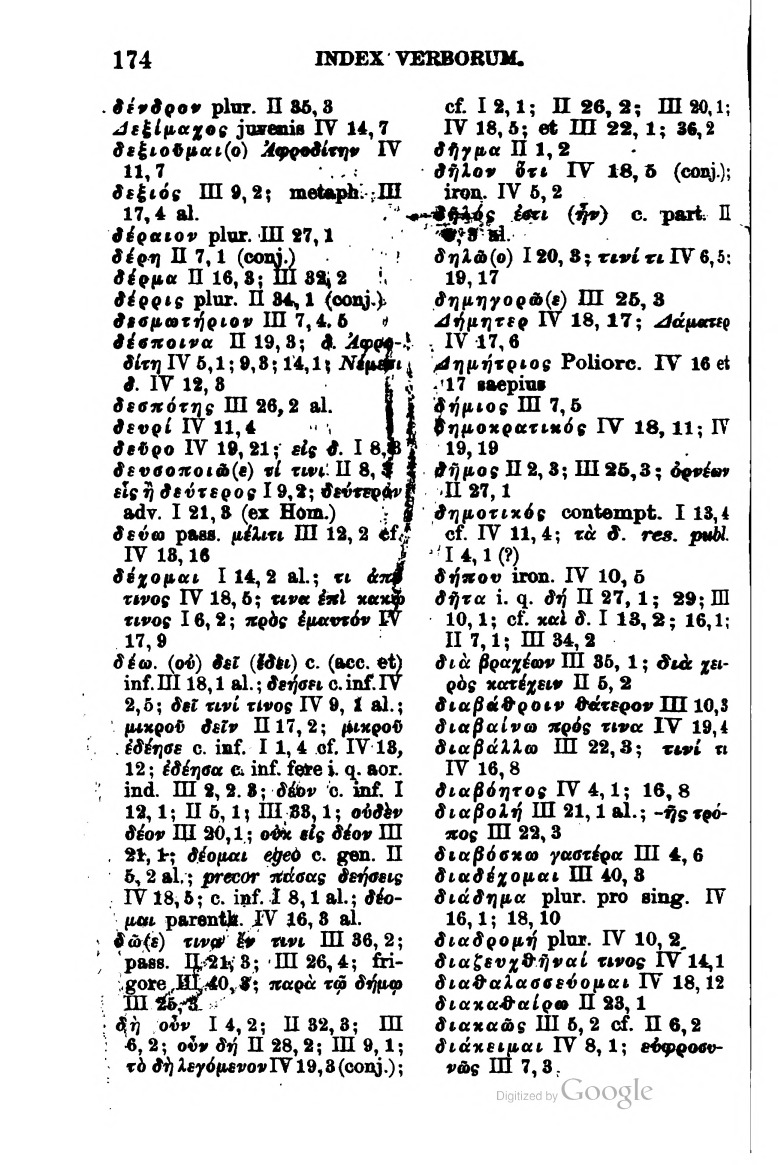 174 INDEX VERBORUM.
δένδρον plur. II 35, 3
Δεξίμαχος juvenis IV 14, 7
δεξιοῦμαι(ο) Ἀφροδίτην IV
11, 7
δεξιός III 9, 2; metaph. III
17, 4 al.
δέραιον plur. III 27, 1
δέρη II 7, 1 (conj.)
δέρμα II 16, 3; III 32, 2
δέρρις plur. II 34, 1 (conj.)
δεσμωτήριον III 7, 4. 5
δέσποινα II 19, 3; δ. Ἀφρο-
δίτη IV 5, 1; 9, 3; 14, 1; Νέμεσι
δ. IV 12, 3
δεσπότης III 26, 2 al.
δευρί IV 11, 4
δεῦρο IV 19, 21; εἰς δ. I 8,
δευσοποιῶ(ε) τί τινι II 8,
εἷς ἢ δεύτερος I 9, 2; δεύτερον
adv. I 21, 3 (ex Hom.)
δεύω pass. μέλιτι III 12, 2 cf.
IV 13, 16
δέχομαι I 14, 2 al.; τι ἀπό
τινος IV 18, 5; τινα ἐπὶ κακῷ
τινος I 6, 2; πρὸς ἐμαυτόν IV
17, 9
δέω. (οὐ) δεῖ (ἔδει) c. (acc. et)
inf. III 18, 1 al.; δεήσει c. inf. IV
2, 5; δεῖ τινί τινος IV 9, 1 al.;
μικροῦ δεῖν II 17, 2; μικροῦ
ἐδέησε c. inf. I 1, 4 cf. IV 13,
12; ἐδέησα c. inf. fere i. q. aor.
ind. III 2, 2. 3; δέον c. inf. I
12, 1; II 5, 1; III 33, 1; οὐδὲν
δέον III 20, 1; οὐκ εἰς δέον III
21, 1; δέομαι egeo c. gen. II
5, 2 al.; precor πάσας δεήσεις
IV 18, 5; c. inf. I 8, 1 al.; δέο-
μαι parenth. IV 16, 3 al.
δῶ(ε) τινα ἔν τινι III 36, 2;
pass. II 21, 3; III 26, 4; fri-
gore III 40, 3; παρὰ τῷ δήμῳ
III 25, 3
δὴ οὖν I 4, 2; II 32, 3; III
6, 2; οὖν δή II 28, 2; III 9, 1;
τὸ δὴ λεγόμενον IV 19, 3 (conj.);
cf. I 2, 1; II 26, 2; III 20, 1;
IV 18, 5; et III 22, 1; 36, 2
δῆγμα II 1, 2
δῆλον ὅτι IV 18, 5 (conj.);
iron. IV 5, 2
δῆλός ἐστι (ἦν) c. part. II
al.
δηλῶ(ο) I 20, 3; τινί τι IV 6, 5;
19, 17
δημηγορῶ(ε) III 25, 3
Δήμητερ IV 18, 17; Δάματερ
IV 17, 6
Δημήτριος Poliorc. IV 16 et
17 saepius
δήμιος III 7, 5
δημοκρατικός IV 18, 11; IV
19, 19
δῆμος II 2, 3; III 25, 3; ὀρνέων
II 27, 1
δημοτικός contempt. I 13, 4
cf. IV 11, 4; τὰ δ. res. publ.
I 4, 1 (?)
δήπου iron. IV 10, 5
δῆτα i. q. δή II 27, 1; 29; III
10, 1; cf. καὶ δ. I 13, 2; 16, 1;
II 7, 1; III 34, 2
διὰ βραχέων III 35, 1; διὰ χει-
ρὸς κατέχειν II 5, 2
διαβάθροιν θάτερον III 10, 3
διαβαίνω πρός τινα IV 19, 4
διαβάλλω III 22, 3; τινί τι
IV 16, 8
διαβόητος IV 4, 1; 16, 8
διαβολή III 21, 1 al.; -ῆς τρό-
πος III 22, 3
διαβόσκω γαστέρα III 4, 6
διαδέχομαι III 40, 3
διάδημα plur. pro sing. IV
16, 1; 18, 10
διαδρομή plur. IV 10, 2
διαζευχθῆναί τινος IV 14, 1
διαθαλασσεύομαι IV 18, 12
διακαθαίρω II 23, 1
διακαῶς III 5, 2 cf. II 6, 2
διάκειμαι IV 8, 1; εὐφροσυ-
νῶς III 7, 3
Digitized by Google